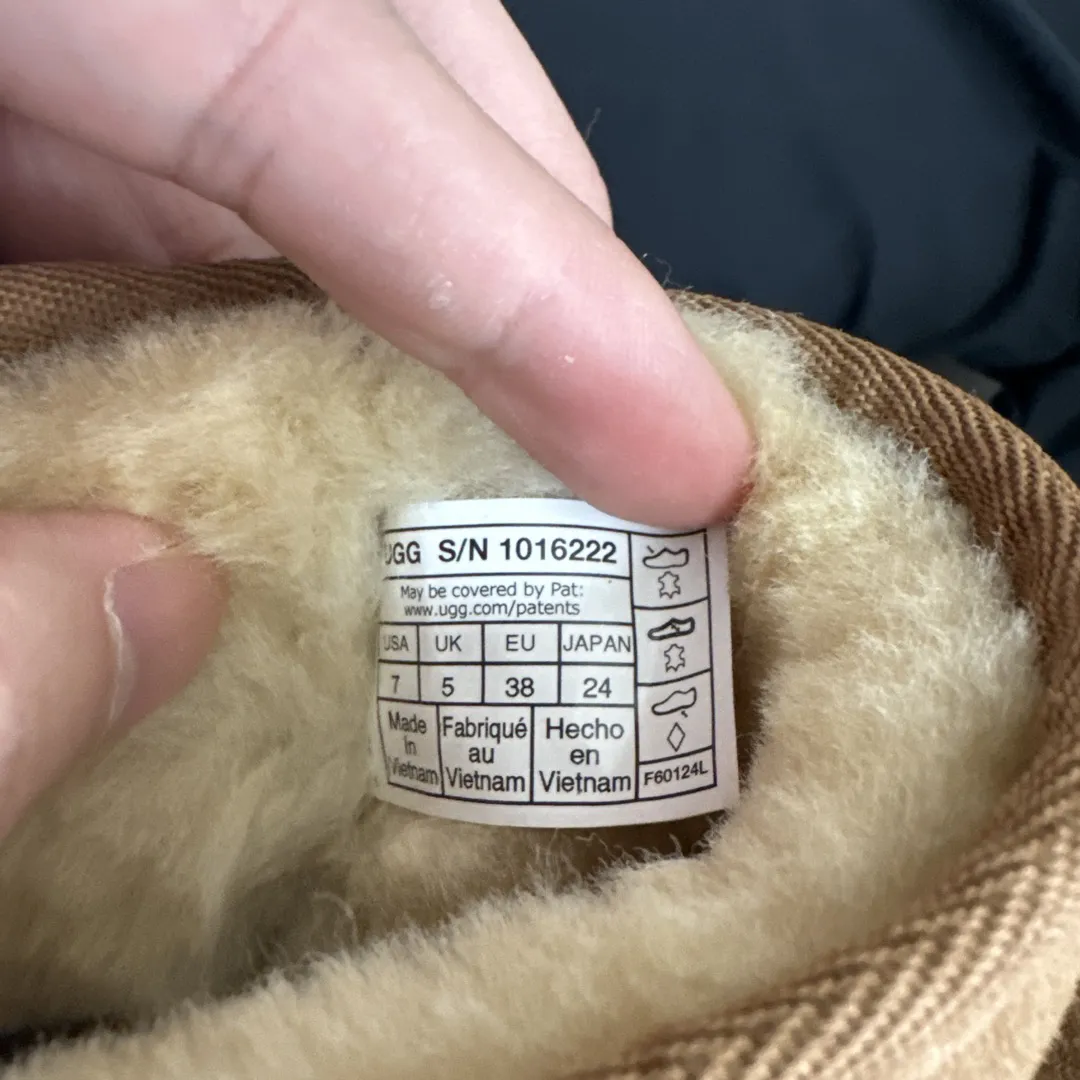 UGG S/N 1016222
May be covered by Pat:
www.ugg.com/patents
USA UK EU JAPAN
7 5 38 24
Made in Vietnam
Fabriqué au Vietnam
Hecho en Vietnam
F60124L